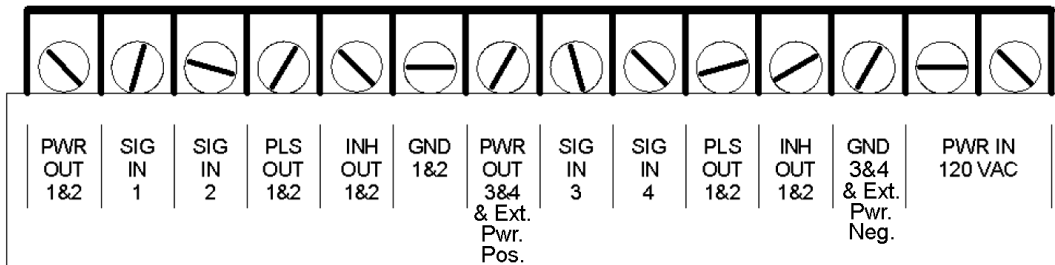 PWR OUT 1&2
SIG IN 1
SIG IN 2
PLS OUT 1&2
INH OUT 1&2
GND 1&2
PWR OUT 3&4 & Ext. Pwr. Pos.
SIG IN 3
SIG IN 4
PLS OUT 1&2
INH OUT 1&2
GND 3&4 & Ext. Pwr. Neg.
PWR IN 120 VAC